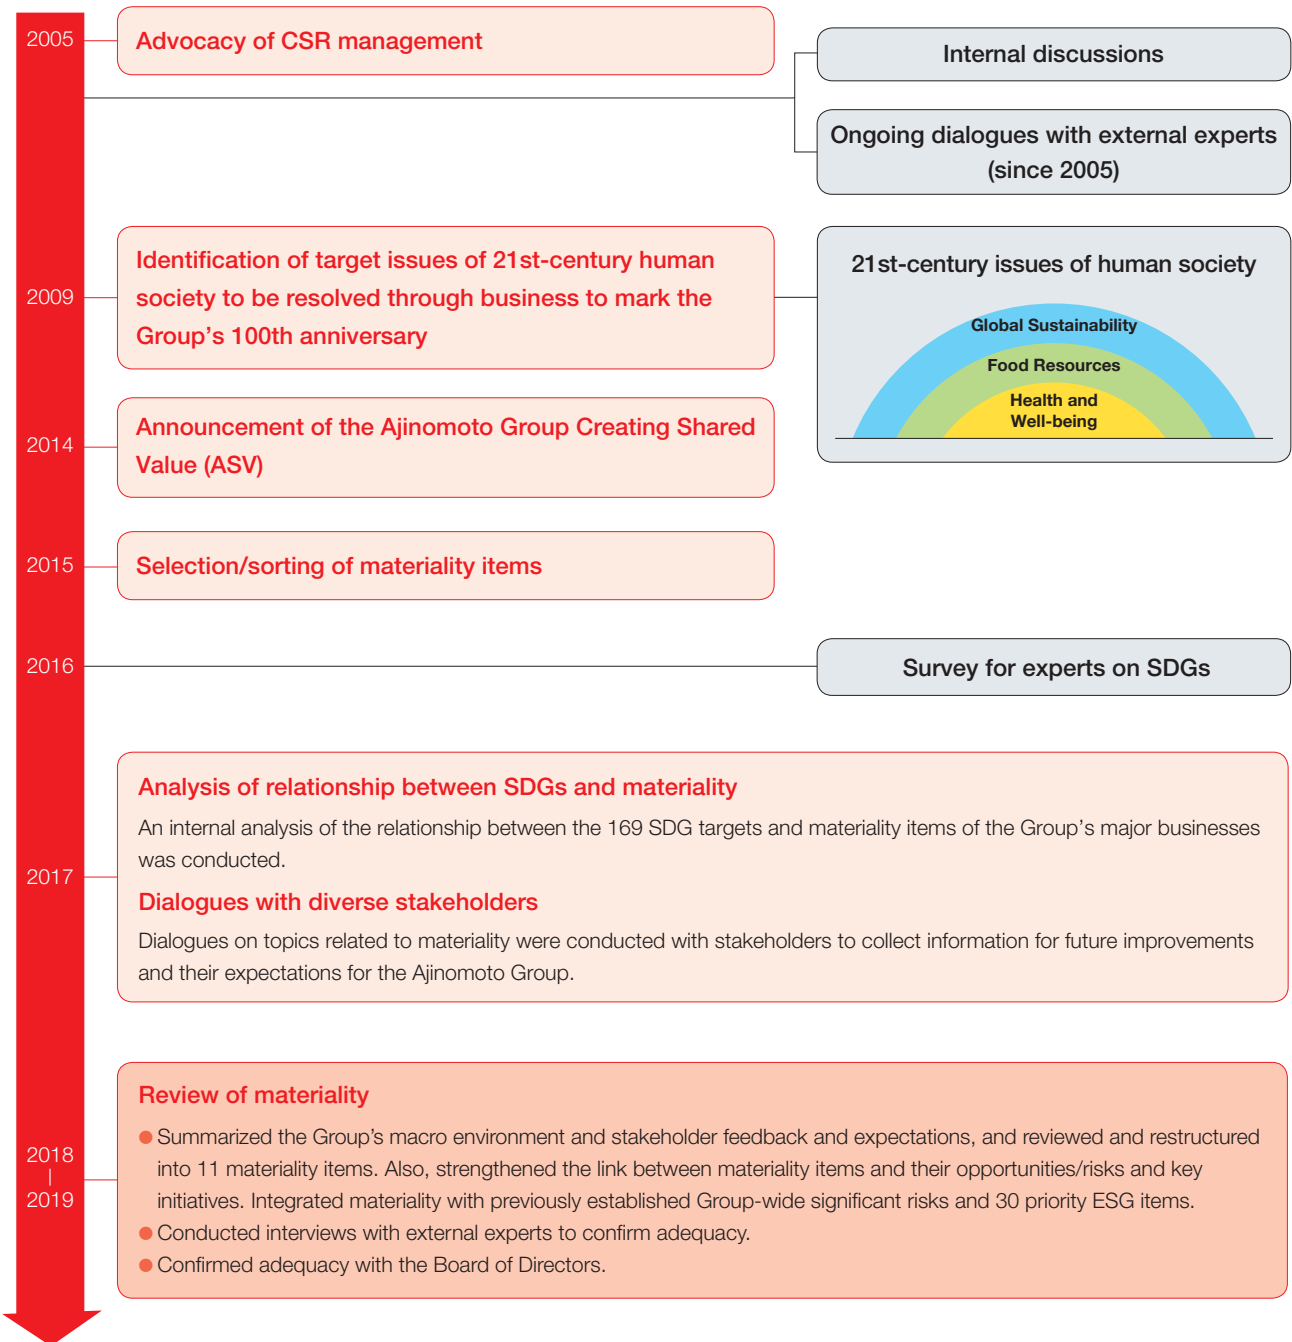 2005
Advocacy of CSR management
Internal discussions
Ongoing dialogues with external experts
(since 2005)
2009
Identification of target issues of 21st-century human
society to be resolved through business to mark the
Group’s 100th anniversary
21st-century issues of human society
Global Sustainability
Food Resources
Health and
Well-being
2014
Announcement of the Ajinomoto Group Creating Shared
Value (ASV)
2015
Selection/sorting of materiality items
2016
Survey for experts on SDGs
2017
Analysis of relationship between SDGs and materiality
An internal analysis of the relationship between the 169 SDG targets and materiality items of the Group’s major businesses
was conducted.
Dialogues with diverse stakeholders
Dialogues on topics related to materiality were conducted with stakeholders to collect information for future improvements
and their expectations for the Ajinomoto Group.
2018
|
2019
Review of materiality
● Summarized the Group’s macro environment and stakeholder feedback and expectations, and reviewed and restructured
into 11 materiality items. Also, strengthened the link between materiality items and their opportunities/risks and key
initiatives. Integrated materiality with previously established Group-wide significant risks and 30 priority ESG items.
● Conducted interviews with external experts to confirm adequacy.
● Confirmed adequacy with the Board of Directors.